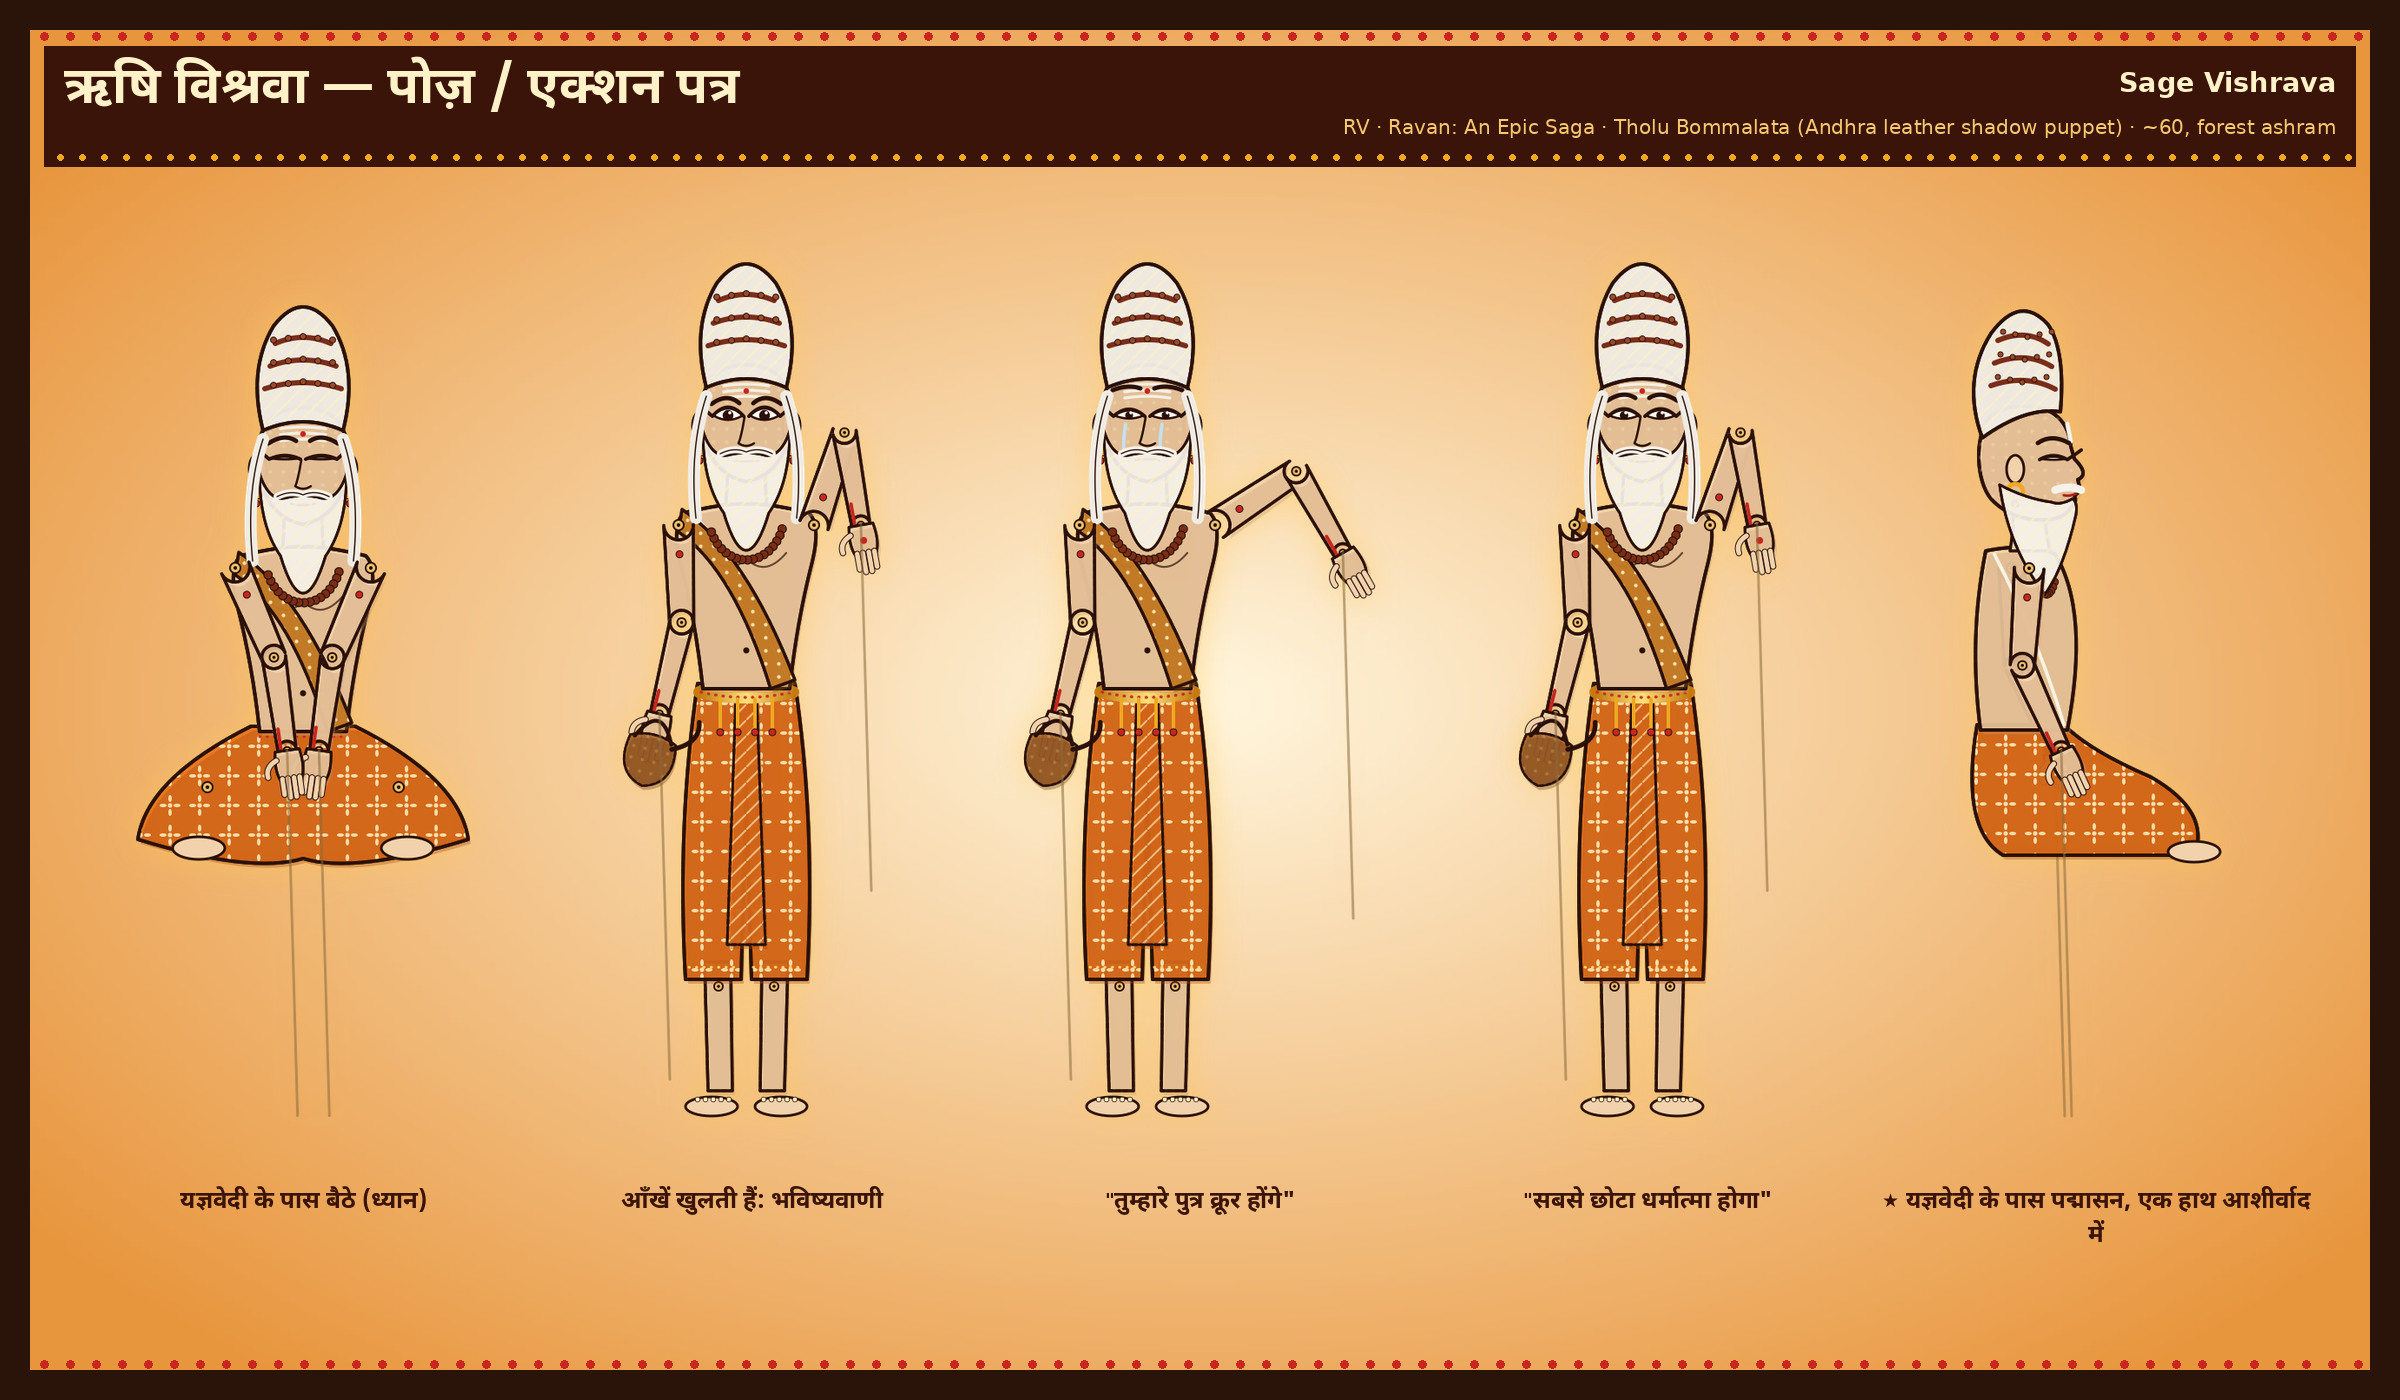 ऋषि विश्रवा — पोज़ / एक्शन पत्र
Sage Vishrava
RV · Ravan: An Epic Saga · Tholu Bommalata (Andhra leather shadow puppet) · ~60, forest ashram
यज्ञवेदी के पास बैठे (ध्यान)
आँखें खुलती हैं: भविष्यवाणी
"तुम्हारे पुत्र क्रूर होंगे"
"सबसे छोटा धर्मात्मा होगा"
★ यज्ञवेदी के पास पद्मासन, एक हाथ आशीर्वाद
में